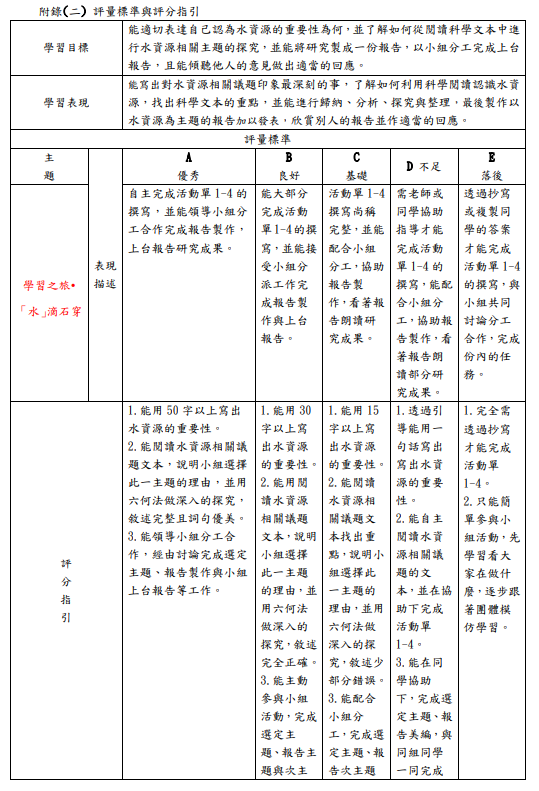 附錄(二) 評量標準與評分指引
學習目標
能適切表達自己認為水資源的重要性為何，並了解如何從閱讀科學文本中進
行水資源相關主題的探究，並能將研究製成一份報告，以小組分工完成上台
報告，且能傾聽他人的意見做出適當的回應。
學習表現
能寫出對水資源相關議題印象最深刻的事，了解如何利用科學閱讀認識水資
源，找出科學文本的重點，並能進行歸納、分析、探究與整理，最後製作以
水資源為主題的報告加以發表，欣賞別人的報告並作適當的回應。
評量標準
主
題
A
優秀
B
良好
C
基礎
D 不足
E
落後
學習之旅•
「水」滴石穿
表現
描述
自主完成活動單 1-4 的
撰寫，並能領導小組分
工合作完成報告製作，
上台報告研究成果。
能大部分
完成活動
單 1-4 的撰
寫，並能接
受小組分
派工作完
成報告製
作與上台
報告。
活動單 1-4
撰寫尚稱
完整，並能
配合小組
分工，協助
報告製
作，看著報
告朗讀研
究成果。
需老師或
同學協助
指導才能
完成活動
單 1-4 的
撰寫，能配
合小組分
工，協助報
告製作，看
著報告朗
讀部分研
究成果。
透過抄寫
或複製同
學的答案
才能完成
活動單 1-4
的撰寫，與
小組共同
討論分工
合作，完成
份內的任
務。
評
分
指
引
1.能用 50 字以上寫出
水資源的重要性。
2.能閱讀水資源相關議
題文本，說明小組選擇
此一主題的理由，並用
六何法做深入的探究，
敘述完整且詞句優美。
3.能領導小組分工合
作，經由討論完成選定
主題、報告製作與小組
上台報告等工作。
1.能用 30
字以上寫
出水資源
的重要性。
2.能用閱
讀水資源
相關議題
文本，說明
小組選擇
此一主題
的理由，並
用六何法
做深入的
探究，敘述
完全正確。
3.能主動
參與小組
活動，完成
選定主
題、報告主
題與次主
1.能用 15
字以上寫
出水資源
的重要性。
2.能閱讀
水資源相
關議題文
本找出重
點，說明小
組選擇此
一主題的
理由，並用
六何法做
深入的探
究，敘述少
部分錯誤。
3.能配合
小組分
工，完成選
定主題、報
告次主題
1.透過引
導能用一
句話寫出
寫出水資
源的重要
性。
2.能自主
閱讀水資
源相關議
題的文
本，並在協
助下完成
活動單
1-4。
3.能在同
學協助
下，完成選
定主題、報
告美編，與
同組同學
一同完成
1.完全需
透過抄寫
才能完成
活動單
1-4。
2.只能簡
單參與小
組活動，先
學習看大
家在做什
麼，逐步跟
著團體模
仿學習。